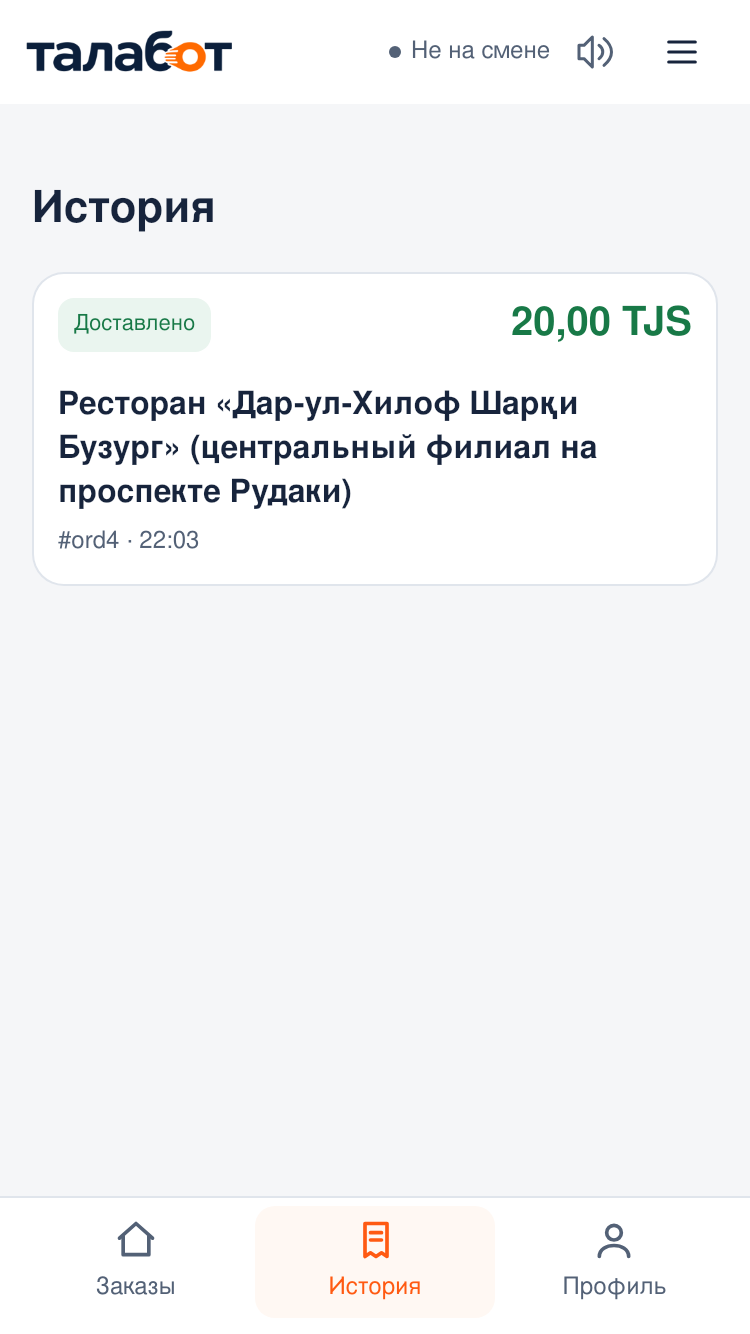 талабот
Не на смене
История
Доставлено
20,00 TJS
Ресторан «Дар-ул-Хилоф Шарқи
Бузург» (центральный филиал на
проспекте Рудаки)
#ord4 · 22:03
Заказы
История
Профиль